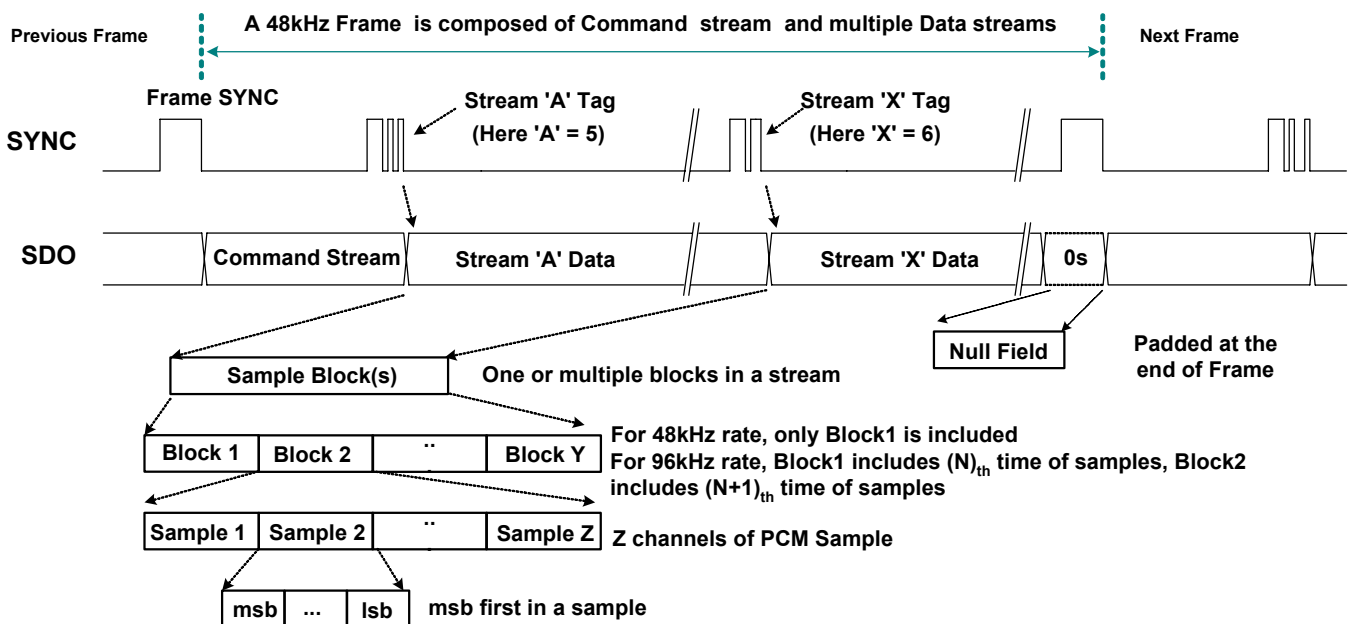 A 48kHz Frame is composed of Command stream and multiple Data streams
Previous Frame
Next Frame
Frame SYNC
Stream 'A' Tag
(Here 'A' = 5)
Stream 'X' Tag
(Here 'X' = 6)
SYNC
SDO
Command Stream
Stream 'A' Data
Stream 'X' Data
0s
Null Field
Padded at the
end of Frame
Sample Block(s)
One or multiple blocks in a stream
Block 1
Block 2
..
Block Y
For 48kHz rate, only Block1 is included
For 96kHz rate, Block1 includes (N)th time of samples, Block2
includes (N+1)th time of samples
Sample 1
Sample 2
..
Sample Z
Z channels of PCM Sample
msb
...
lsb
msb first in a sample